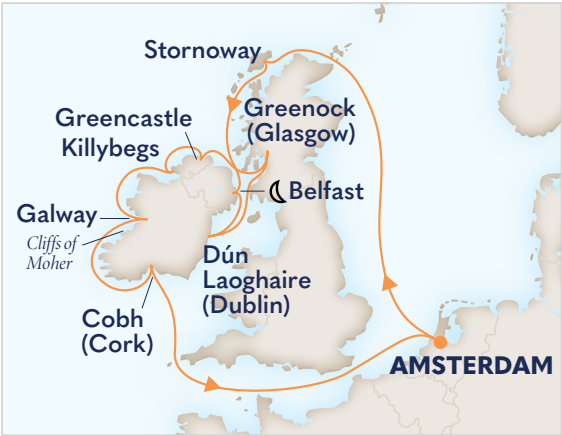 Stornoway
Greenock
(Glasgow)
Greencastle
Killybegs
Belfast
Galway
Cliffs of
Moher
Dún
Laoghaire
(Dublin)
Cobh
(Cork)
AMSTERDAM